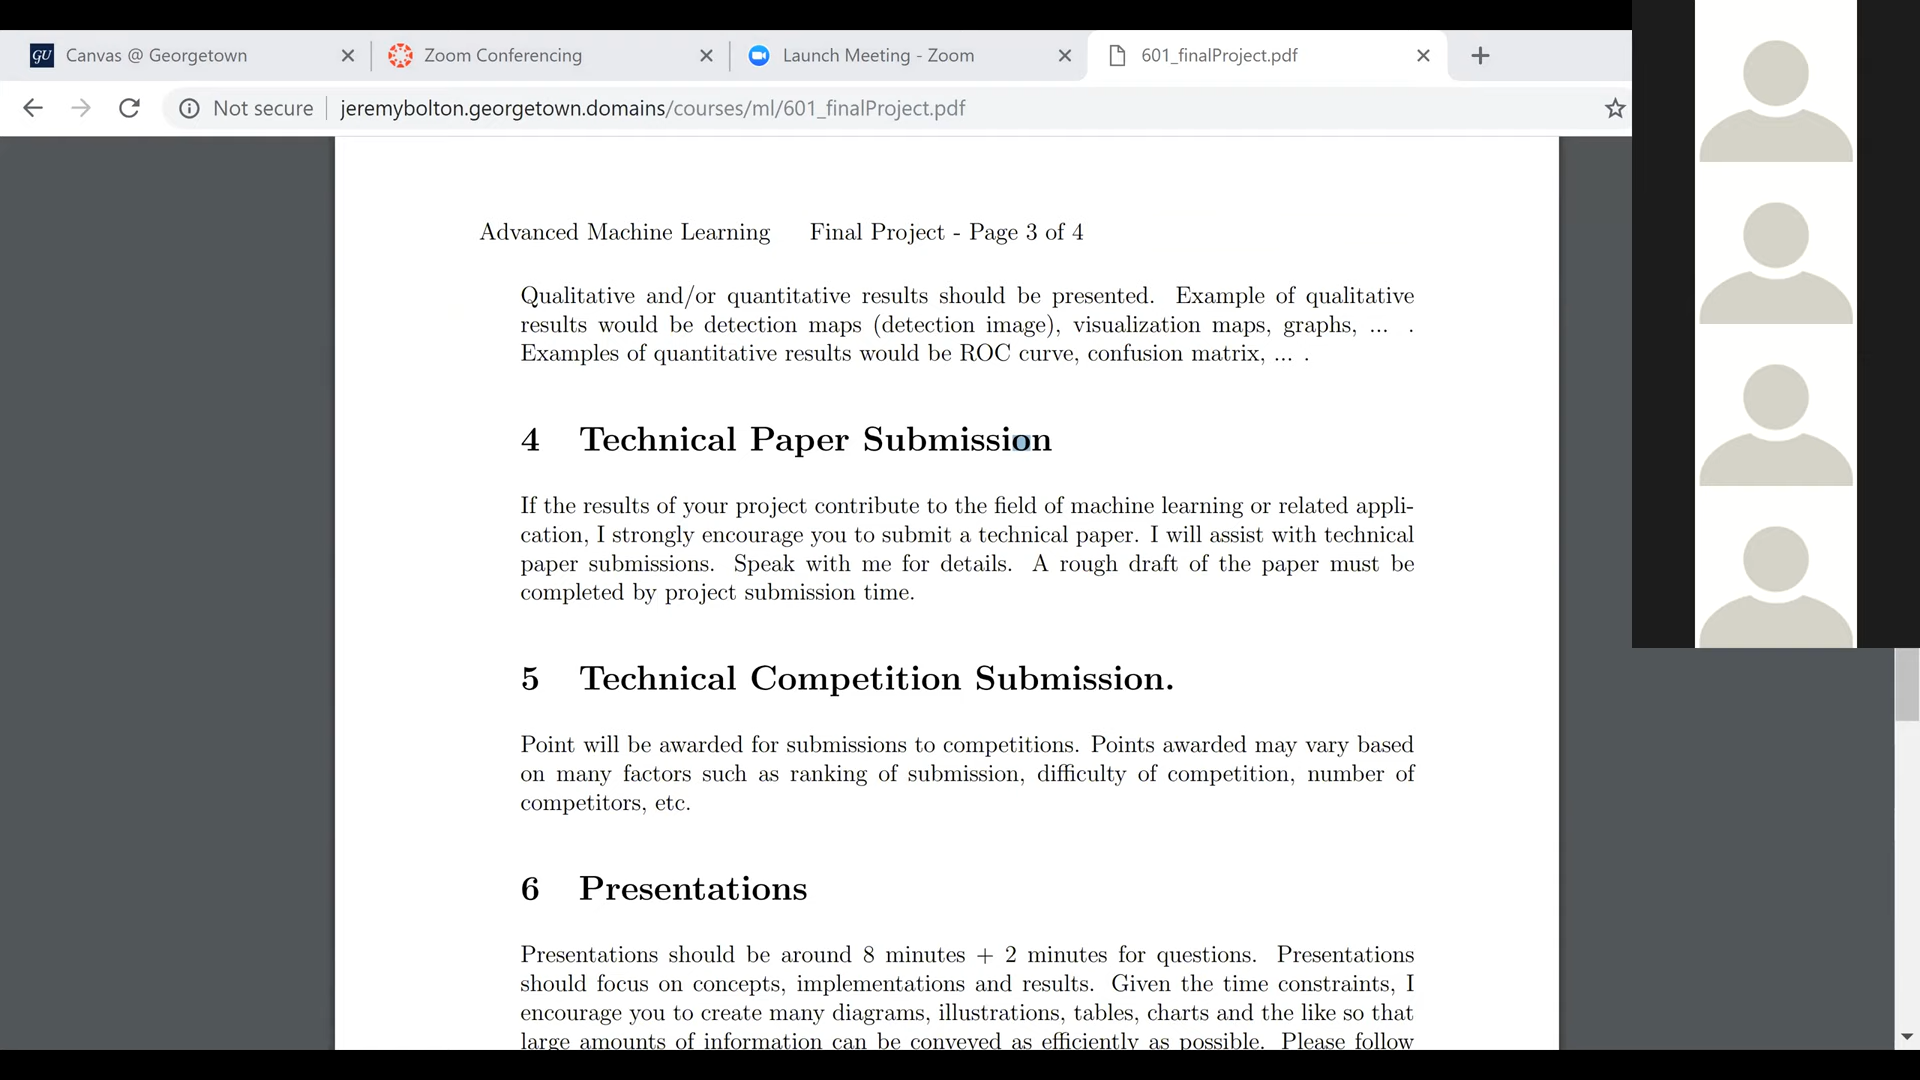 GU Canvas @ Georgetown
Zoom Conferencing
Launch Meeting - Zoom
601_finalProject.pdf
Not secure
jeremybolton.georgetown.domains/courses/ml/601_finalProject.pdf
Advanced Machine Learning Final Project - Page 3 of 4
Qualitative and/or quantitative results should be presented. Example of qualitative
results would be detection maps (detection image), visualization maps, graphs, ... .
Examples of quantitative results would be ROC curve, confusion matrix, ... .
4 Technical Paper Submission
If the results of your project contribute to the field of machine learning or related appli-
cation, I strongly encourage you to submit a technical paper. I will assist with technical
paper submissions. Speak with me for details. A rough draft of the paper must be
completed by project submission time.
5 Technical Competition Submission.
Point will be awarded for submissions to competitions. Points awarded may vary based
on many factors such as ranking of submission, difficulty of competition, number of
competitors, etc.
6 Presentations
Presentations should be around 8 minutes + 2 minutes for questions. Presentations
should focus on concepts, implementations and results. Given the time constraints, I
encourage you to create many diagrams, illustrations, tables, charts and the like so that
large amounts of information can be conveyed as efficiently as possible. Please follow